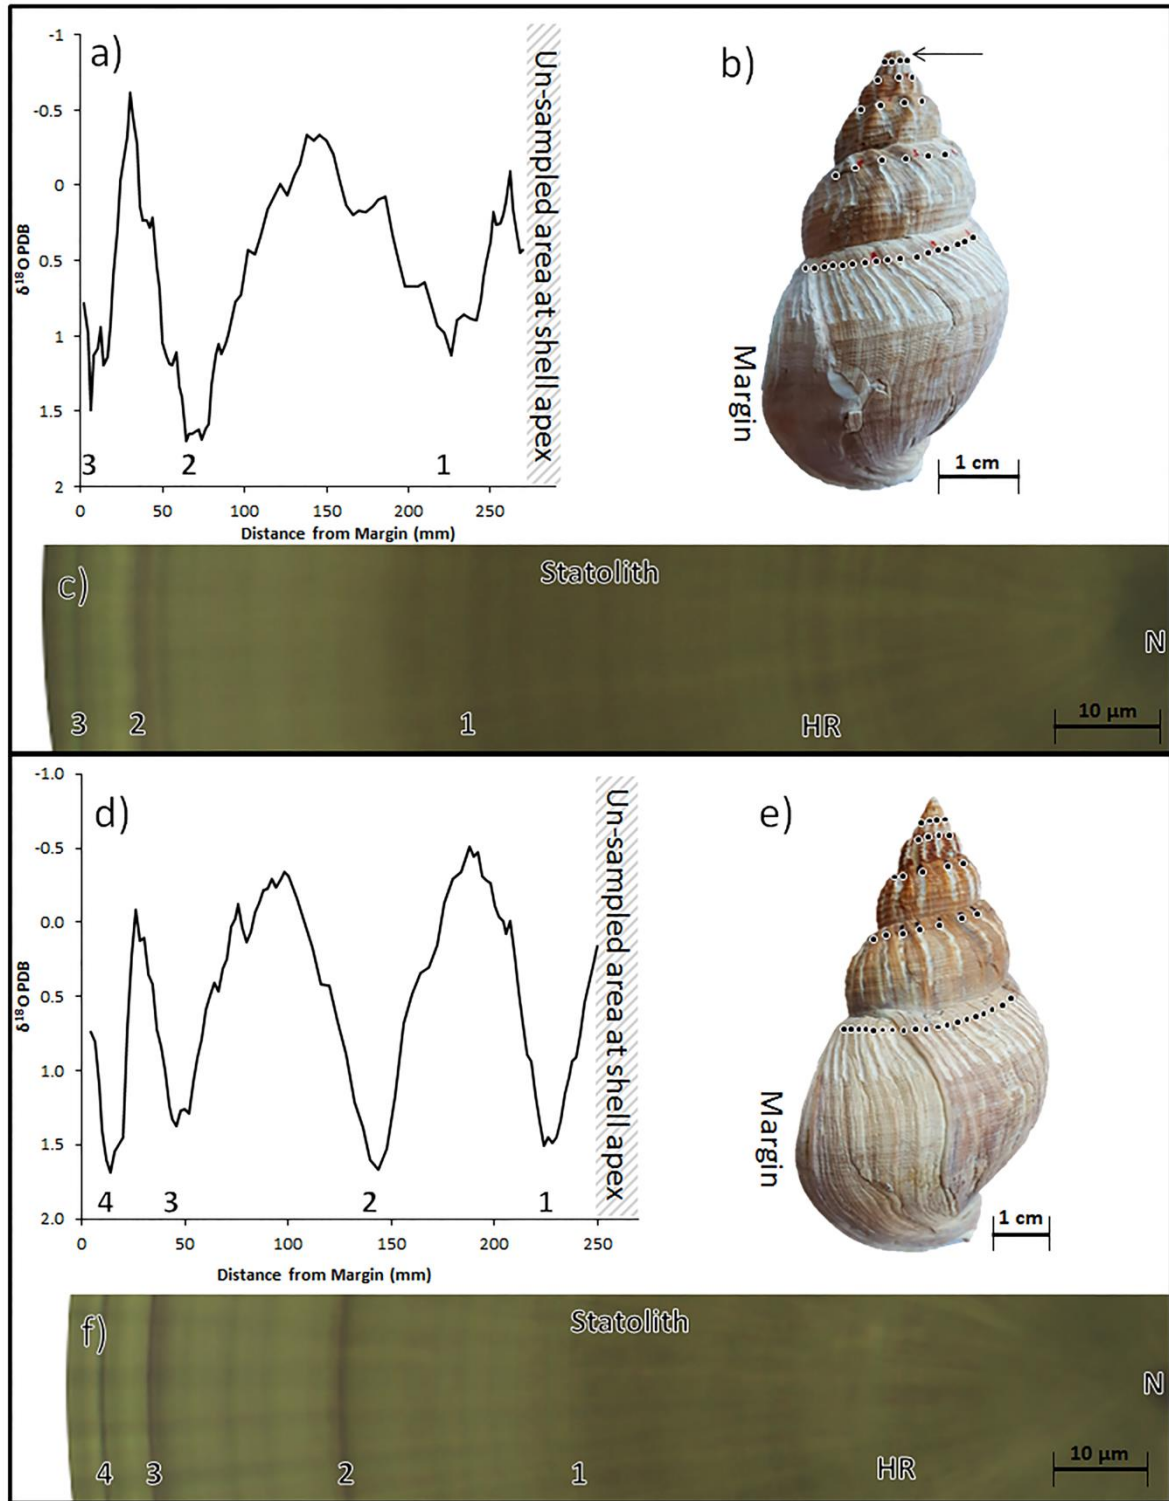 a)
-1
-0.5
0
0.5
1
1.5
2
δ¹⁸O PDB
3
2
1
Un-sampled area at shell apex
0
50
100
150
200
250
Distance from Margin (mm)
b)
Margin
1 cm
c)
Statolith
N
3
2
1
HR
10 µm
d)
-1.0
-0.5
0.0
0.5
1.0
1.5
2.0
δ¹⁸O PDB
4
3
2
1
Un-sampled area at shell apex
0
50
100
150
200
250
Distance from Margin (mm)
e)
Margin
1 cm
f)
Statolith
N
4
3
2
1
HR
10 µm